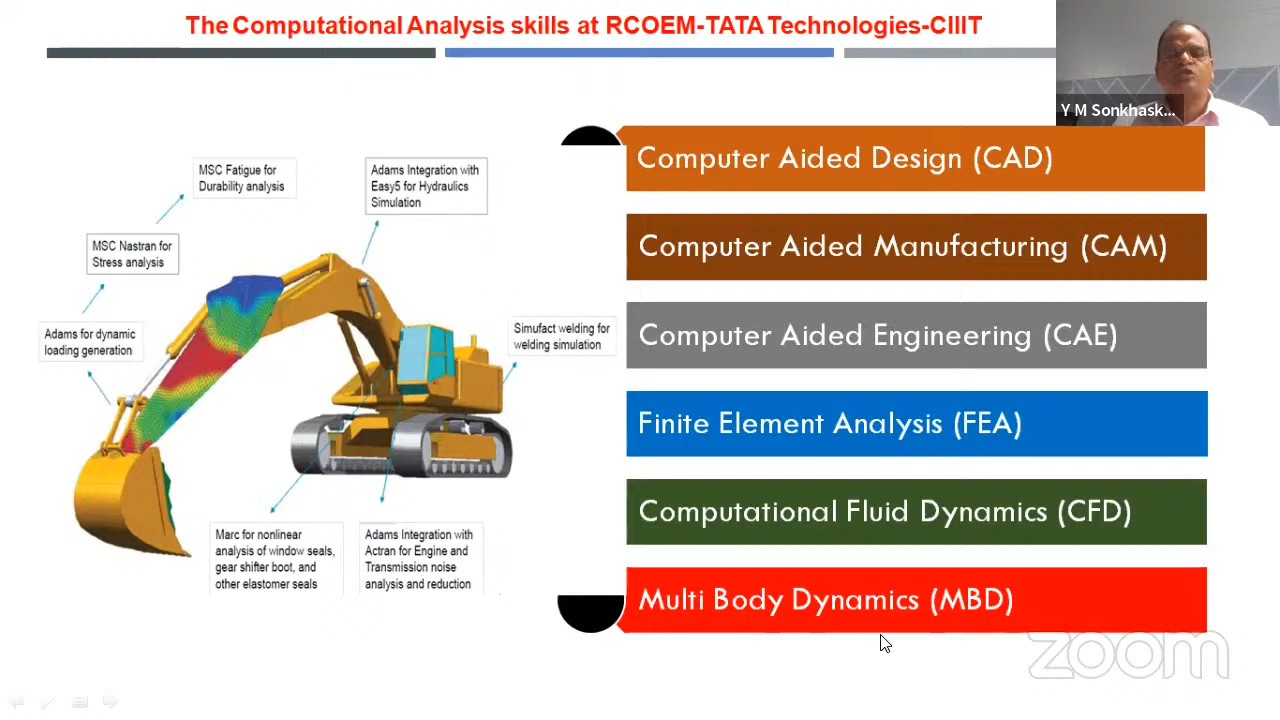 The Computational Analysis skills at RCOEM-TATA Technologies-CIIIT
Y M Sonkhask...
MSC Fatigue for
Durability analysis
Adams Integration with
Easy5 for Hydraulics
Simulation
MSC Nastran for
Stress analysis
Adams for dynamic
loading generation
Simufact welding for
welding simulation
Marc for nonlinear
analysis of window seals,
gear shifter boot, and
other elastomer seals
Adams Integration with
Actran for Engine and
Transmission noise
analysis and reduction
Computer Aided Design (CAD)
Computer Aided Manufacturing (CAM)
Computer Aided Engineering (CAE)
Finite Element Analysis (FEA)
Computational Fluid Dynamics (CFD)
Multi Body Dynamics (MBD)
zoom